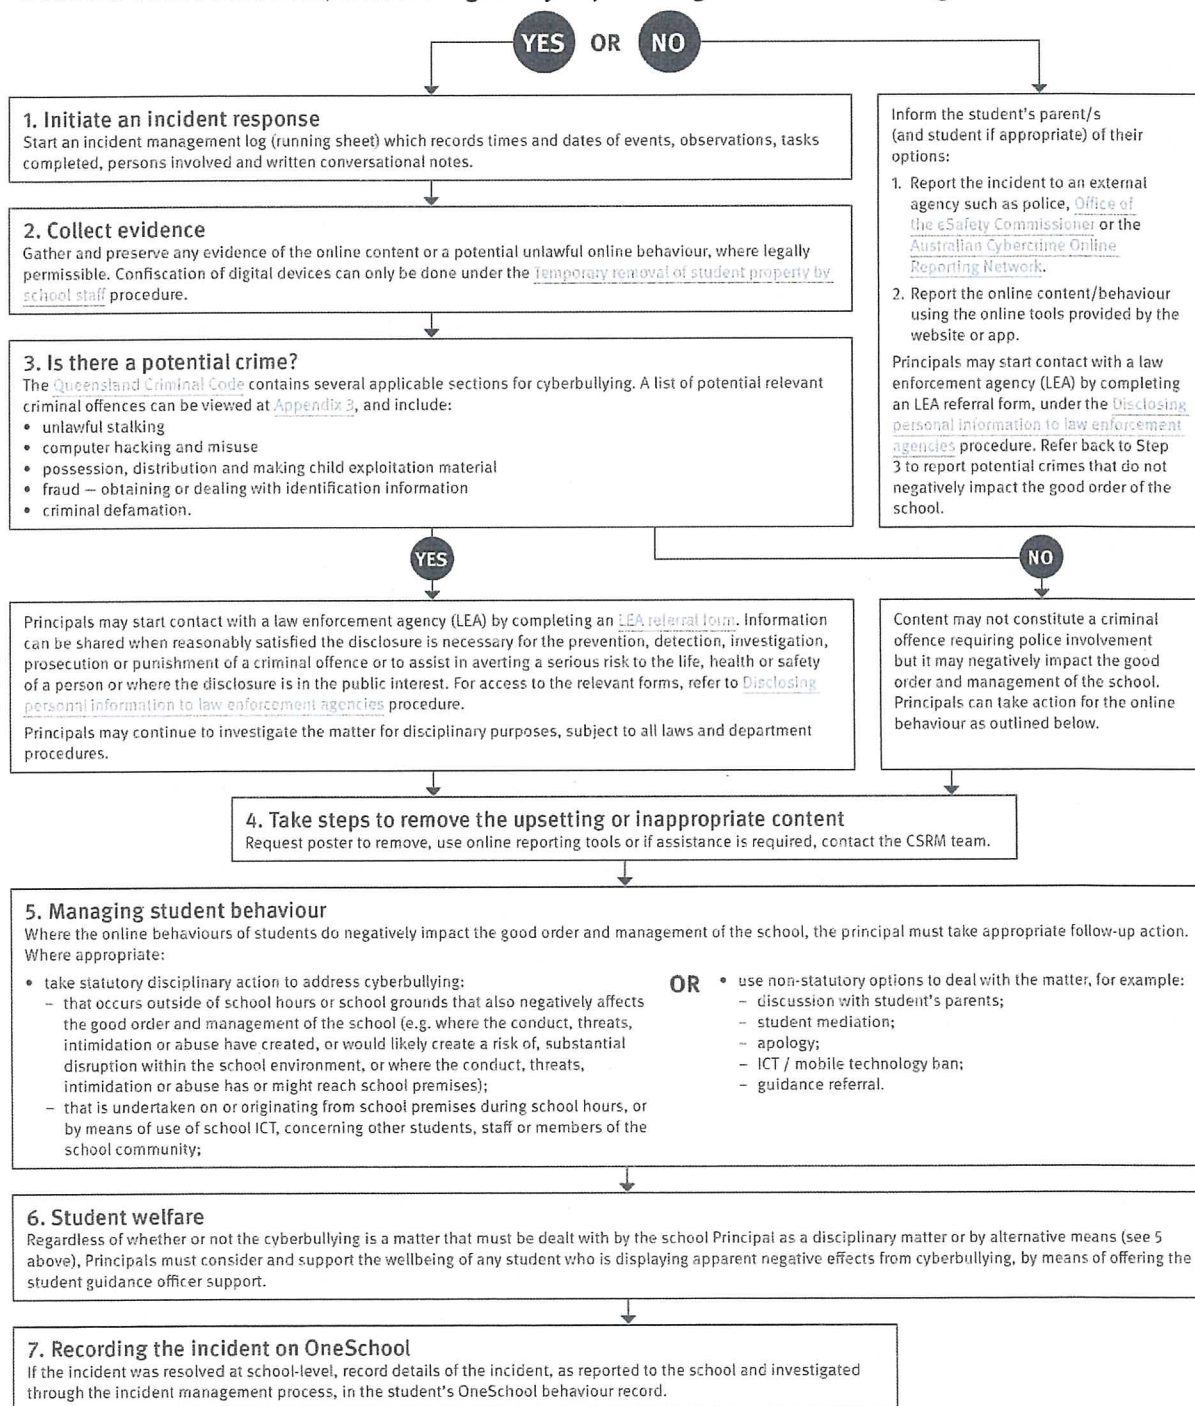 YES OR NO
1. Initiate an incident response
Start an incident management log (running sheet) which records times and dates of events, observations, tasks
completed, persons involved and written conversational notes.
2. Collect evidence
Gather and preserve any evidence of the online content or a potential unlawful online behaviour, where legally
permissible. Confiscation of digital devices can only be done under the Temporary removal of student property by
school staff procedure.
3. Is there a potential crime?
The Queensland Criminal Code contains several applicable sections for cyberbullying. A list of potential relevant
criminal offences can be viewed at Appendix 3, and include:
• unlawful stalking
• computer hacking and misuse
• possession, distribution and making child exploitation material
• fraud – obtaining or dealing with identification information
• criminal defamation.
Inform the student's parent/s
(and student if appropriate) of their
options:
1. Report the incident to an external
agency such as police, Office of
the eSafety Commissioner or the
Australian Cybercrime Online
Reporting Network.
2. Report the online content/behaviour
using the online tools provided by the
website or app.
Principals may start contact with a law
enforcement agency (LEA) by completing
an LEA referral form, under the Disclosing
personal information to law enforcement
agencies procedure. Refer back to Step
3 to report potential crimes that do not
negatively impact the good order of the
school.
YES
NO
Principals may start contact with a law enforcement agency (LEA) by completing an LEA referral form. Information
can be shared when reasonably satisfied the disclosure is necessary for the prevention, detection, investigation,
prosecution or punishment of a criminal offence or to assist in averting a serious risk to the life, health or safety
of a person or where the disclosure is in the public interest. For access to the relevant forms, refer to Disclosing
personal information to law enforcement agencies procedure.
Principals may continue to investigate the matter for disciplinary purposes, subject to all laws and department
procedures.
Content may not constitute a criminal
offence requiring police involvement
but it may negatively impact the good
order and management of the school.
Principals can take action for the online
behaviour as outlined below.
4. Take steps to remove the upsetting or inappropriate content
Request poster to remove, use online reporting tools or if assistance is required, contact the CSRM team.
5. Managing student behaviour
Where the online behaviours of students do negatively impact the good order and management of the school, the principal must take appropriate follow-up action.
Where appropriate:
• take statutory disciplinary action to address cyberbullying:
– that occurs outside of school hours or school grounds that also negatively affects
the good order and management of the school (e.g. where the conduct, threats,
intimidation or abuse have created, or would likely create a risk of, substantial
disruption within the school environment, or where the conduct, threats,
intimidation or abuse has or might reach school premises);
– that is undertaken on or originating from school premises during school hours, or
by means of use of school ICT, concerning other students, staff or members of the
school community;
OR
• use non-statutory options to deal with the matter, for example:
– discussion with student's parents;
– student mediation;
– apology;
– ICT / mobile technology ban;
– guidance referral.
6. Student welfare
Regardless of whether or not the cyberbullying is a matter that must be dealt with by the school Principal as a disciplinary matter or by alternative means (see 5
above), Principals must consider and support the wellbeing of any student who is displaying apparent negative effects from cyberbullying, by means of offering the
student guidance officer support.
7. Recording the incident on OneSchool
If the incident was resolved at school-level, record details of the incident, as reported to the school and investigated
through the incident management process, in the student's OneSchool behaviour record.